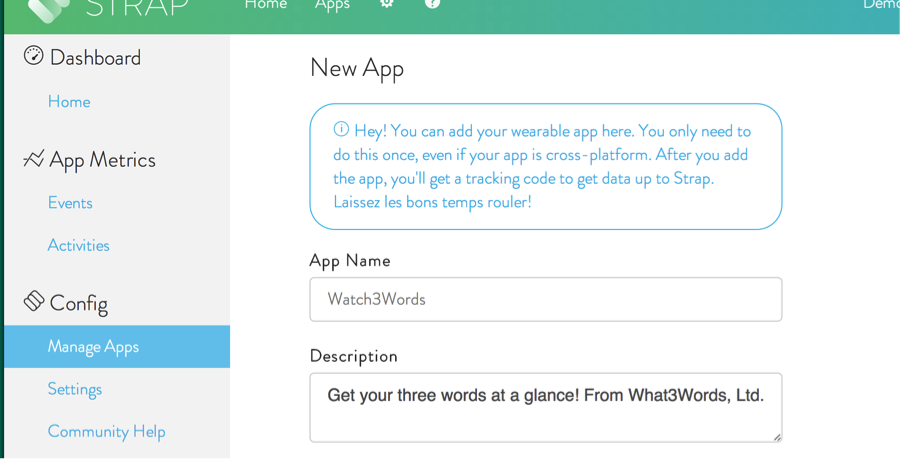 STRAP
Home Apps
Demo
Dashboard
Home
App Metrics
Events
Activities
Config
Manage Apps
Settings
Community Help
New App
Hey! You can add your wearable app here. You only need to
do this once, even if your app is cross-platform. After you add
the app, you'll get a tracking code to get data up to Strap.
Laissez les bons temps rouler!
App Name
Watch3Words
Description
Get your three words at a glance! From What3Words, Ltd.